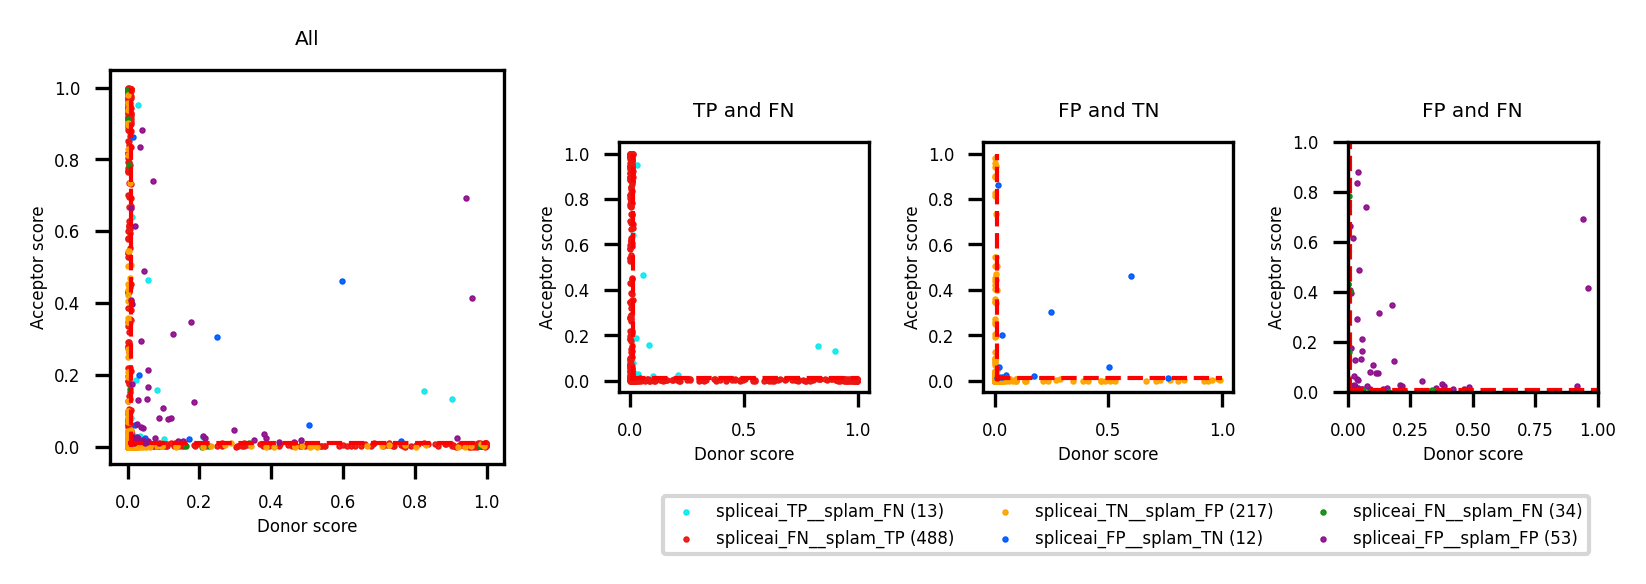 All
Acceptor score
1.0
0.8
0.6
0.4
0.2
0.0
0.0 0.2 0.4 0.6 0.8 1.0
Donor score
TP and FN
Acceptor score
1.0
0.8
0.6
0.4
0.2
0.0
0.0 0.5 1.0
Donor score
FP and TN
Acceptor score
1.0
0.8
0.6
0.4
0.2
0.0
0.0 0.5 1.0
Donor score
FP and FN
Acceptor score
1.0
0.8
0.6
0.4
0.2
0.0
0.00 0.25 0.50 0.75 1.00
Donor score
spliceai_TP__splam_FN (13) spliceai_TN__splam_FP (217) spliceai_FN__splam_FN (34)
spliceai_FN__splam_TP (488) spliceai_FP__splam_TN (12) spliceai_FP__splam_FP (53)